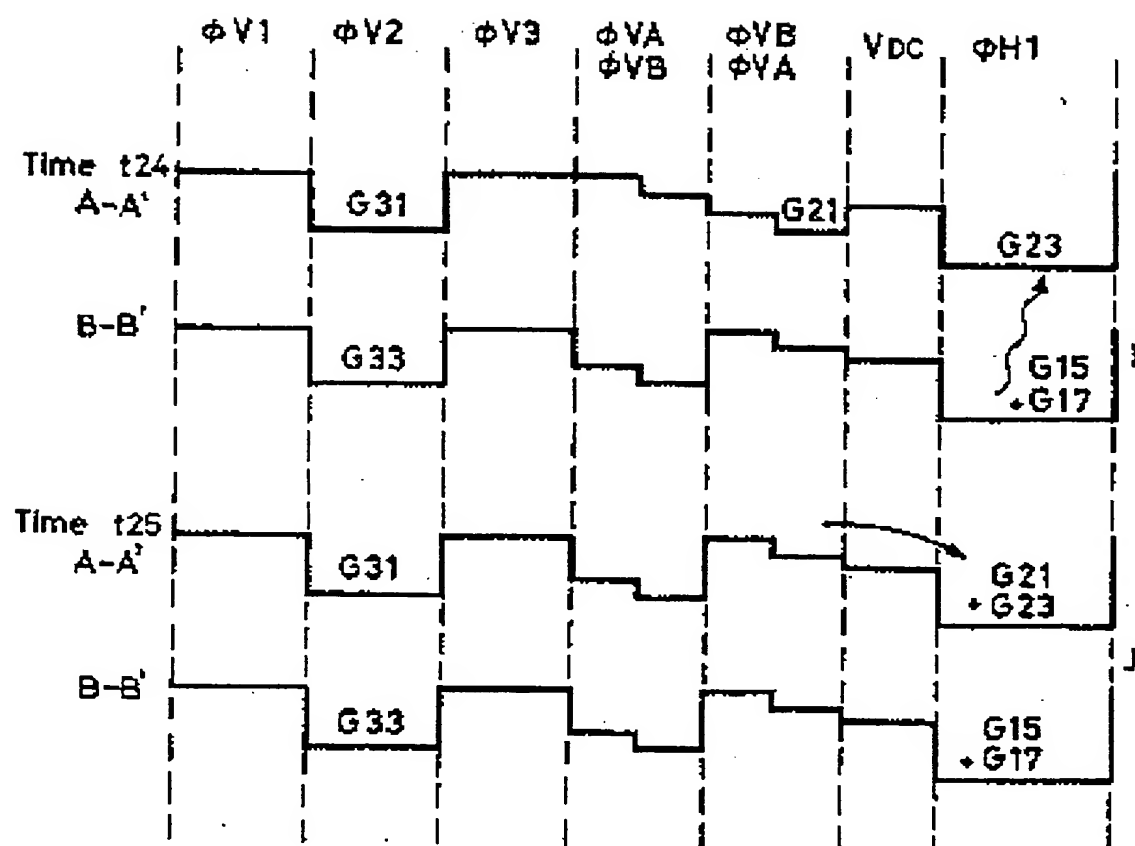 ΦV1 ΦV2 ΦV3 ΦVA ΦVB VDC ΦH1
ΦVB ΦVA
Time t24
A-A' G31 G21 G23
B-B' G33 G15
+G17
Time t25
A-A' G31 G21
+G23
B-B' G33 G15
+G17